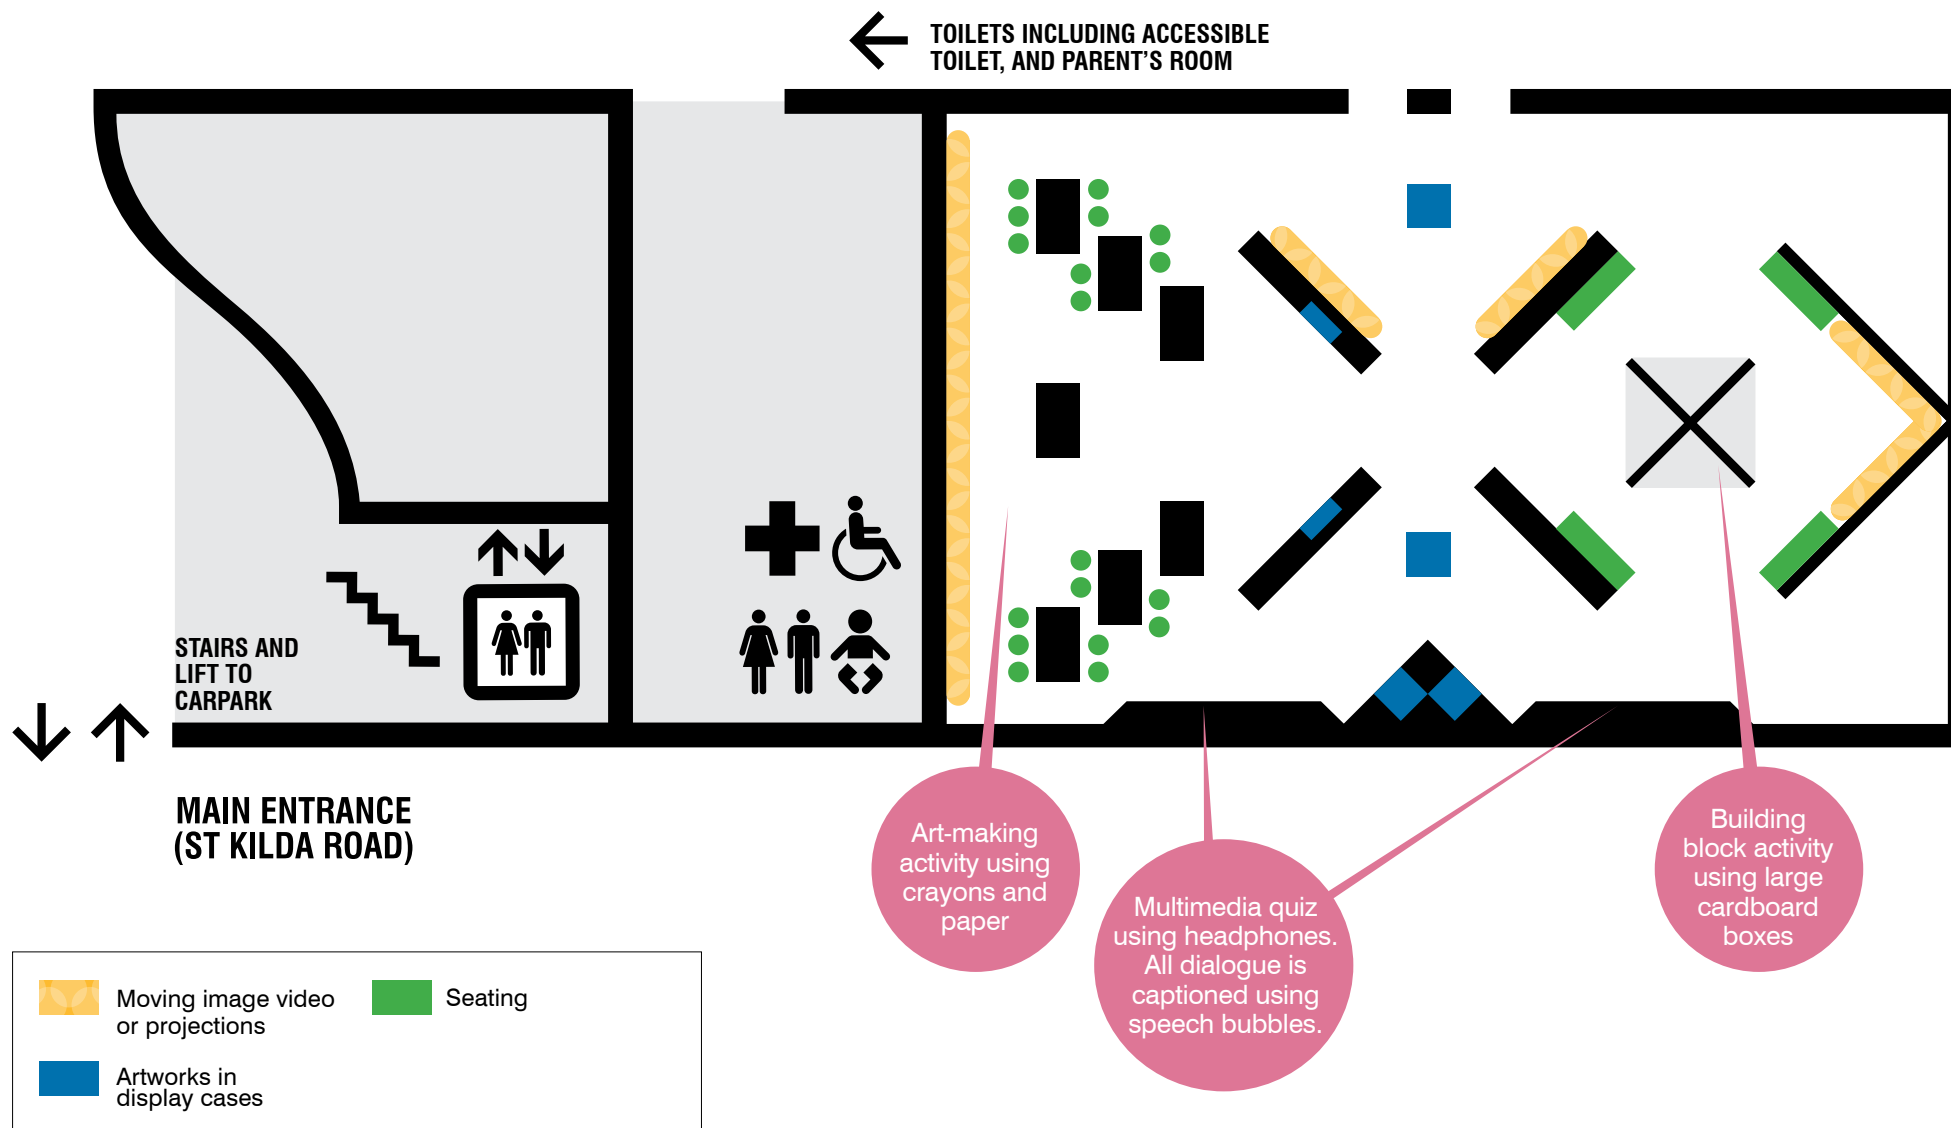 TOILETS INCLUDING ACCESSIBLE
TOILET, AND PARENT'S ROOM
STAIRS AND
LIFT TO
CARPARK
MAIN ENTRANCE
(ST KILDA ROAD)
Art-making
activity using
crayons and
paper
Multimedia quiz
using headphones.
All dialogue is
captioned using
speech bubbles.
Building
block activity
using large
cardboard
boxes
Moving image video
or projections
Seating
Artworks in
display cases